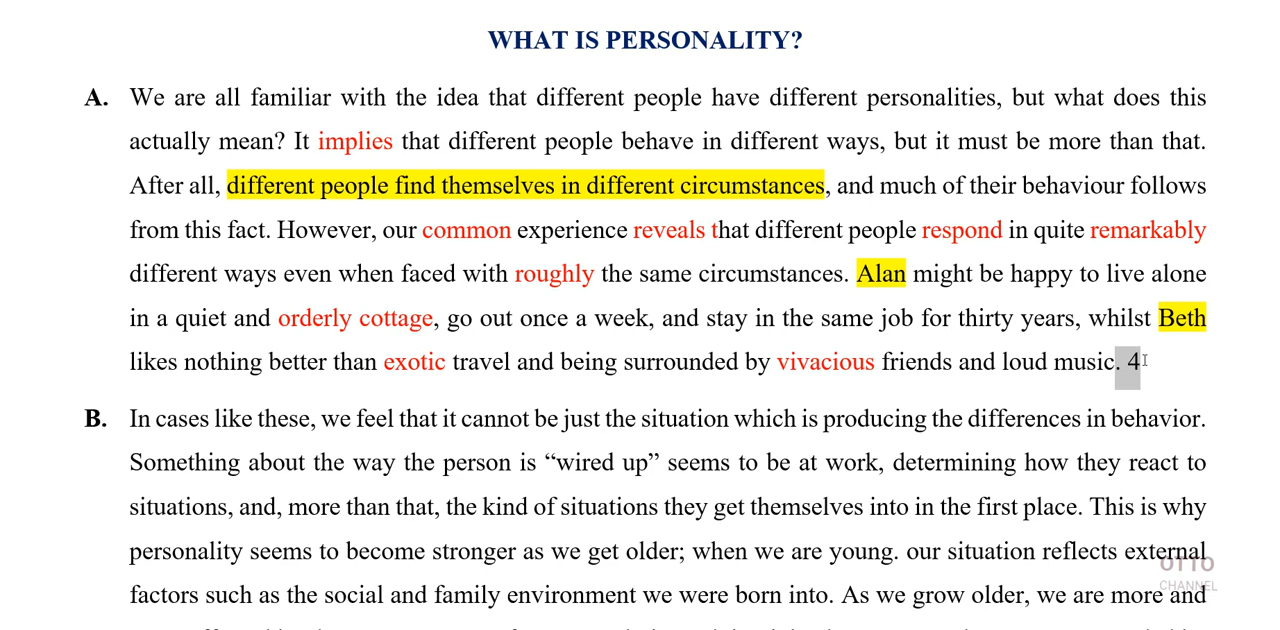 WHAT IS PERSONALITY?
A. We are all familiar with the idea that different people have different personalities, but what does this
actually mean? It implies that different people behave in different ways, but it must be more than that.
After all, different people find themselves in different circumstances, and much of their behaviour follows
from this fact. However, our common experience reveals that different people respond in quite remarkably
different ways even when faced with roughly the same circumstances. Alan might be happy to live alone
in a quiet and orderly cottage, go out once a week, and stay in the same job for thirty years, whilst Beth
likes nothing better than exotic travel and being surrounded by vivacious friends and loud music. 4
B. In cases like these, we feel that it cannot be just the situation which is producing the differences in behavior.
Something about the way the person is “wired up” seems to be at work, determining how they react to
situations, and, more than that, the kind of situations they get themselves into in the first place. This is why
personality seems to become stronger as we get older; when we are young. our situation reflects external
factors such as the social and family environment we were born into. As we grow older, we are more and
OTTO
CHANNEL